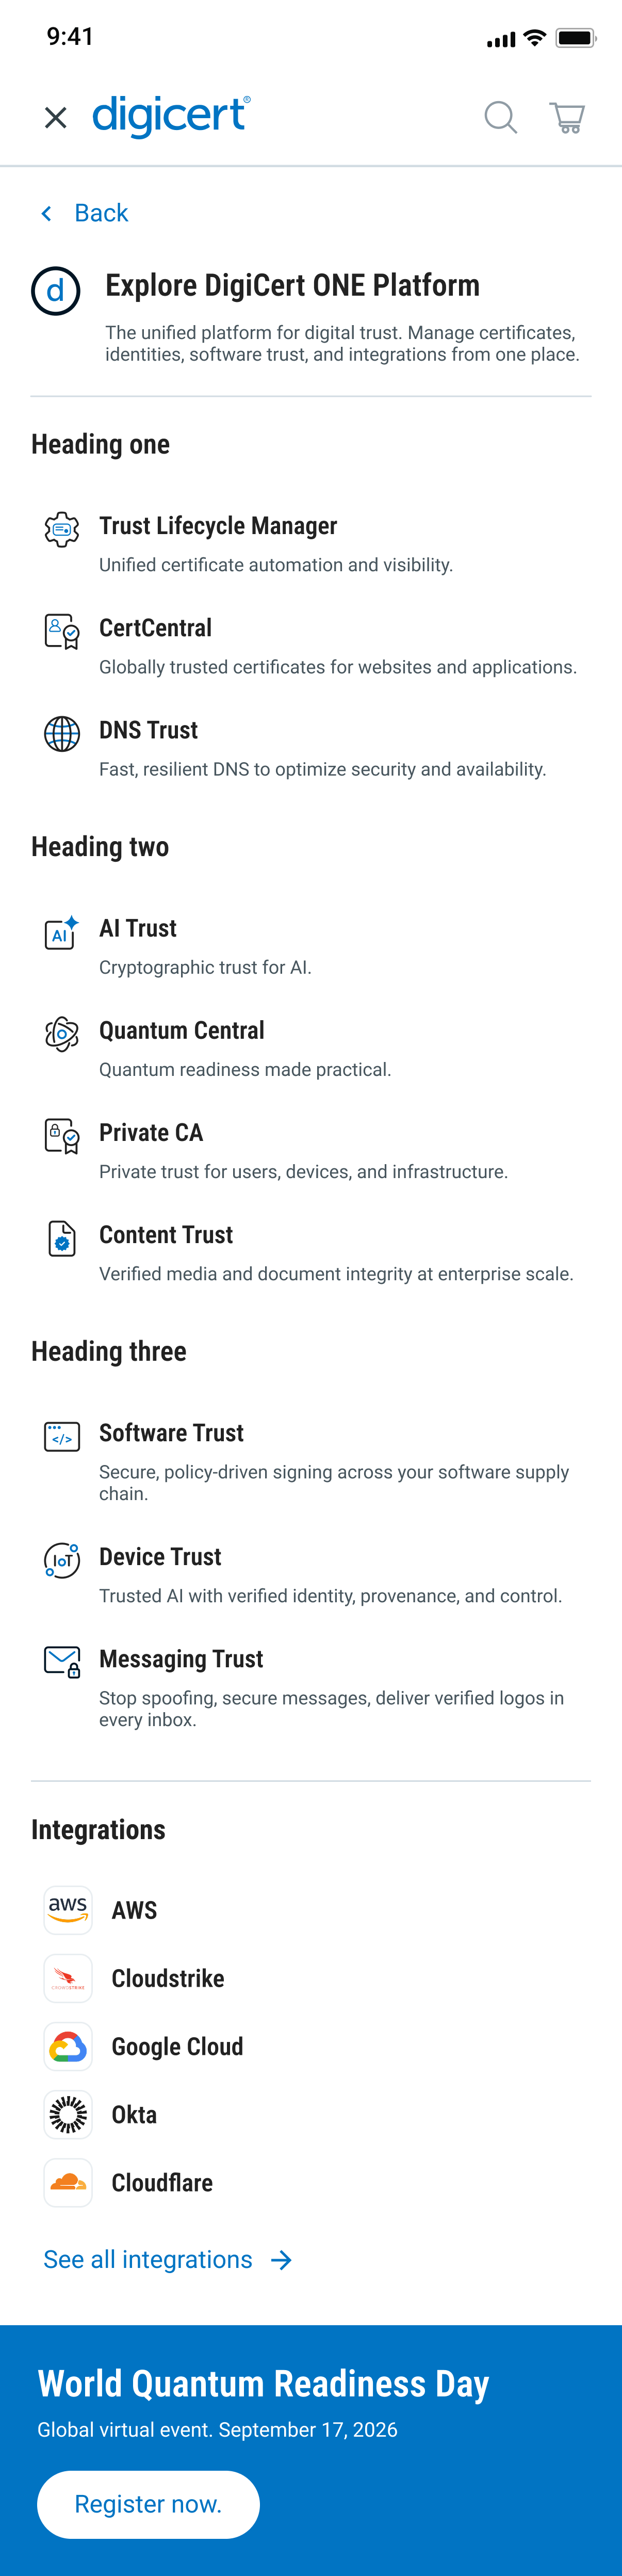 9:41
digicert®
Back
d
Explore DigiCert ONE Platform
The unified platform for digital trust. Manage certificates,
identities, software trust, and integrations from one place.
Heading one
Trust Lifecycle Manager
Unified certificate automation and visibility.
CertCentral
Globally trusted certificates for websites and applications.
DNS Trust
Fast, resilient DNS to optimize security and availability.
Heading two
AI
AI Trust
Cryptographic trust for AI.
Quantum Central
Quantum readiness made practical.
Private CA
Private trust for users, devices, and infrastructure.
Content Trust
Verified media and document integrity at enterprise scale.
Heading three
</>
Software Trust
Secure, policy-driven signing across your software supply
chain.
IoT
Device Trust
Trusted AI with verified identity, provenance, and control.
Messaging Trust
Stop spoofing, secure messages, deliver verified logos in
every inbox.
Integrations
aws
AWS
CROWDSTRIKE
Cloudstrike
Google Cloud
Okta
Cloudflare
See all integrations
World Quantum Readiness Day
Global virtual event. September 17, 2026
Register now.